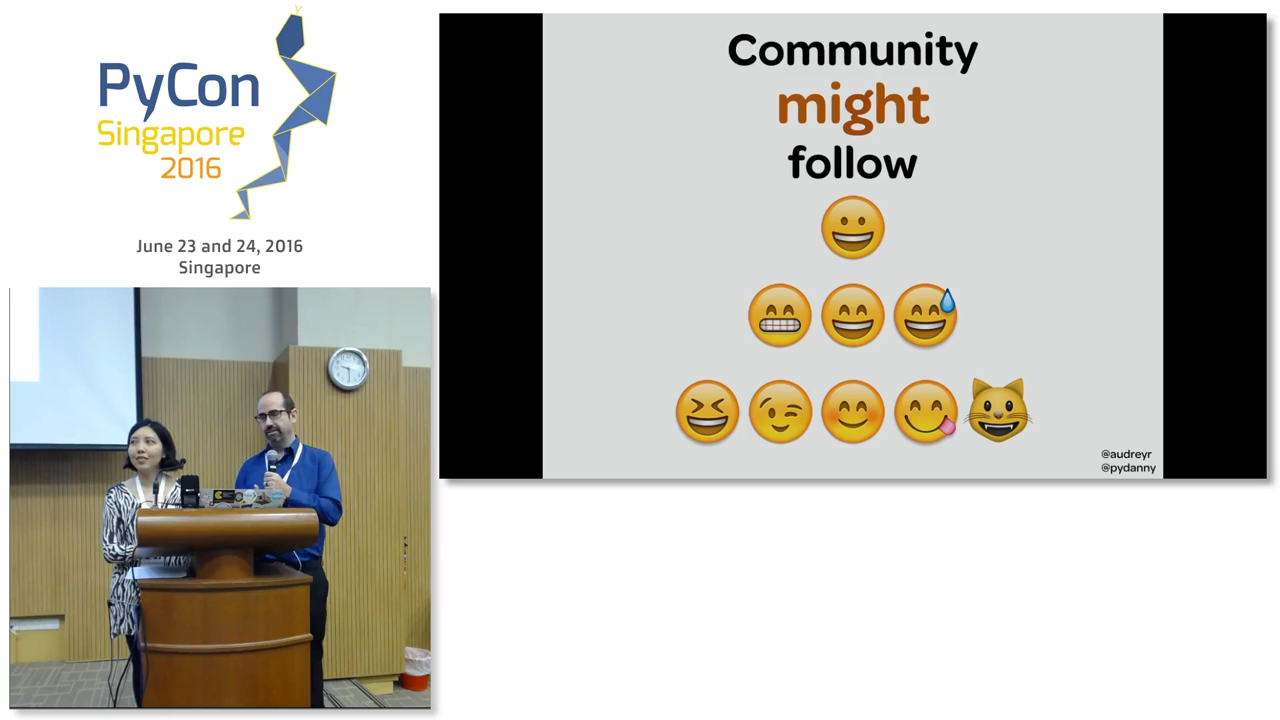 PyCon
Singapore
2016
June 23 and 24, 2016
Singapore
Community
might
follow
@audreyr
@pydanny